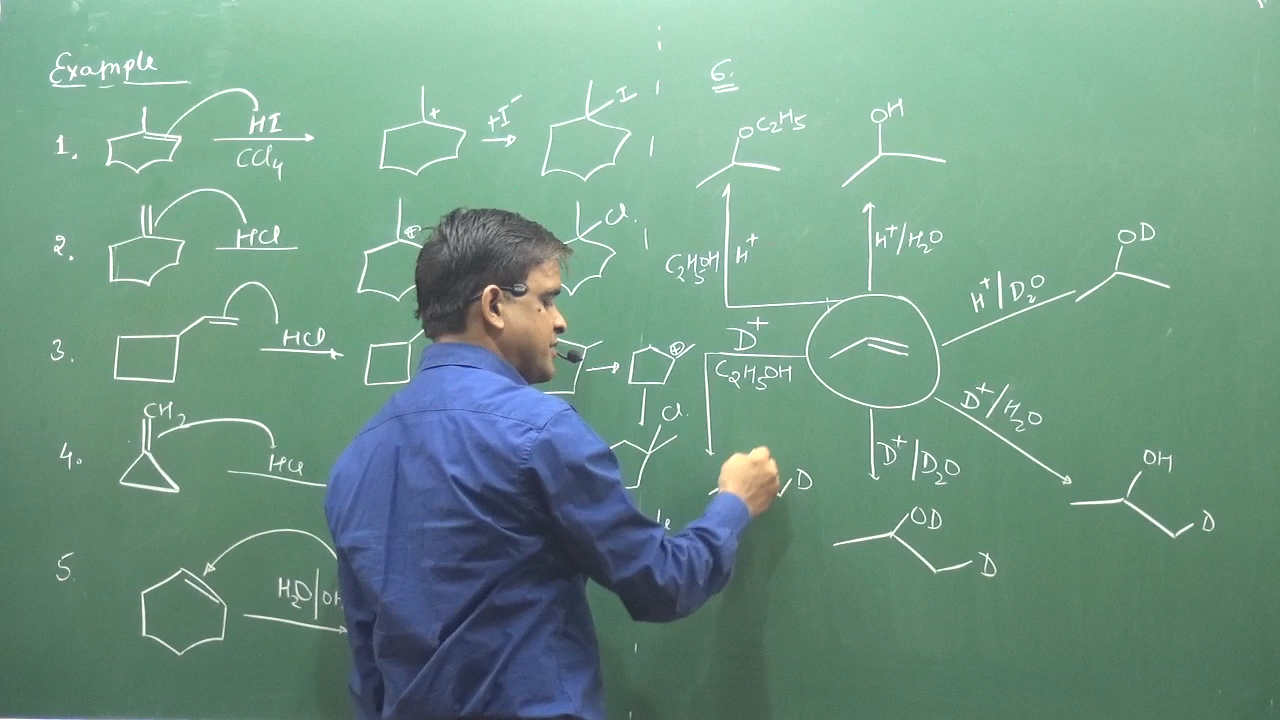 Example
1.
HI
CCl4
+
+I-
I
2.
HCl
⊕
Cl.
3.
HCl
→
⊕
Cl.
4.
CH2
HCl
5.
H2O/OH
6.
OC2H5
OH
C2H5OH
H+
H+/H2O
H+/D2O
OD
D+
C2H5OH
D
D+/D2O
OD
D
D+/H2O
OH
D